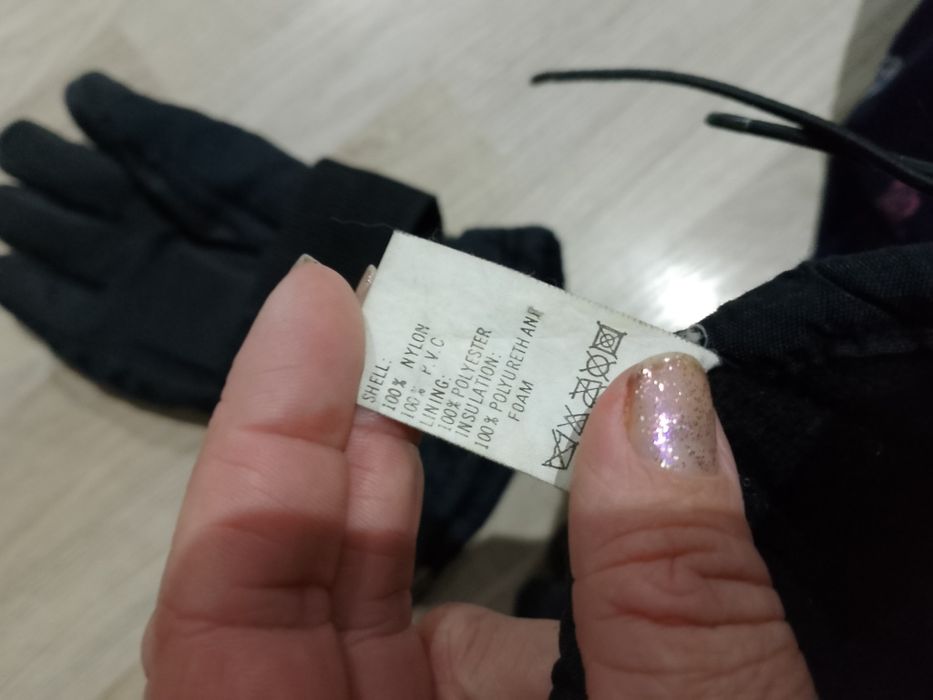 SHELL:
100% NYLON
100% P.V.C
LINING:
100% POLYESTER
INSULATION:
100% POLYURETHANE
FOAM